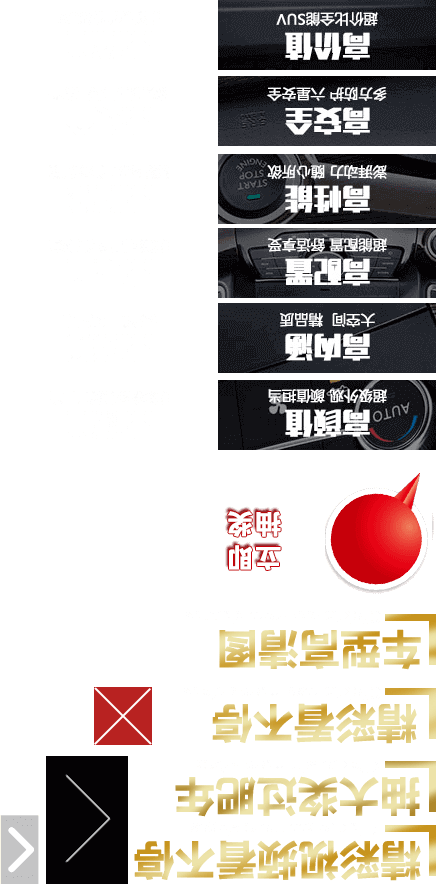 精彩视频看不停
抽大奖过肥年
精彩看不停
车型高清图
立即
抽奖
高颜值
超级外观 颜值担当
AUTO
高内涵
大空间 精品质
高配置
超能配置 舒适享受
高性能
澎湃动力 随心所欲
START
STOP
ENGINE
高安全
多方防护 六星安全
高价值
超价比全能SUV